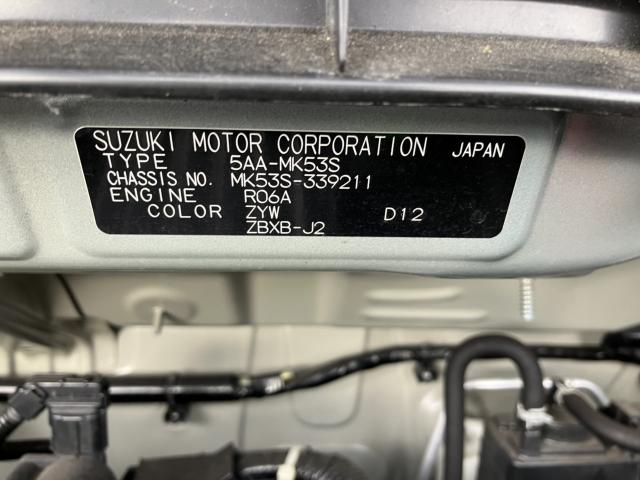 SUZUKI MOTOR CORPORATION JAPAN
TYPE 5AA-MK53S
CHASSIS NO. MK53S-339211
ENGINE R06A
COLOR ZYW D12
ZBXB-J2